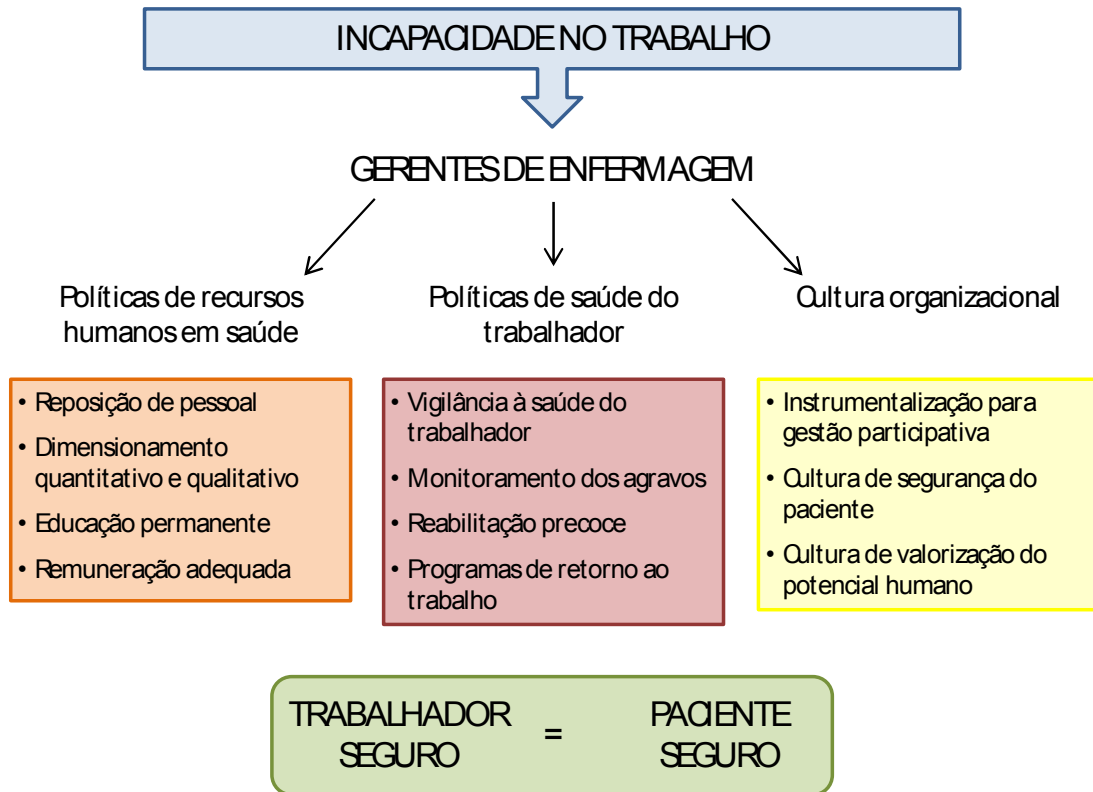 INCAPACIDADE NO TRABALHO
GERENTES DE ENFERMAGEM
Políticas de recursos
humanos em saúde
Políticas de saúde do
trabalhador
Cultura organizacional
• Reposição de pessoal
• Dimensionamento
quantitativo e qualitativo
• Educação permanente
• Remuneração adequada
• Vigilância à saúde do
trabalhador
• Monitoramento dos agravos
• Reabilitação precoce
• Programas de retorno ao
trabalho
• Instrumentalização para
gestão participativa
• Cultura de segurança do
paciente
• Cultura de valorização do
potencial humano
TRABALHADOR
SEGURO
=
PACIENTE
SEGURO